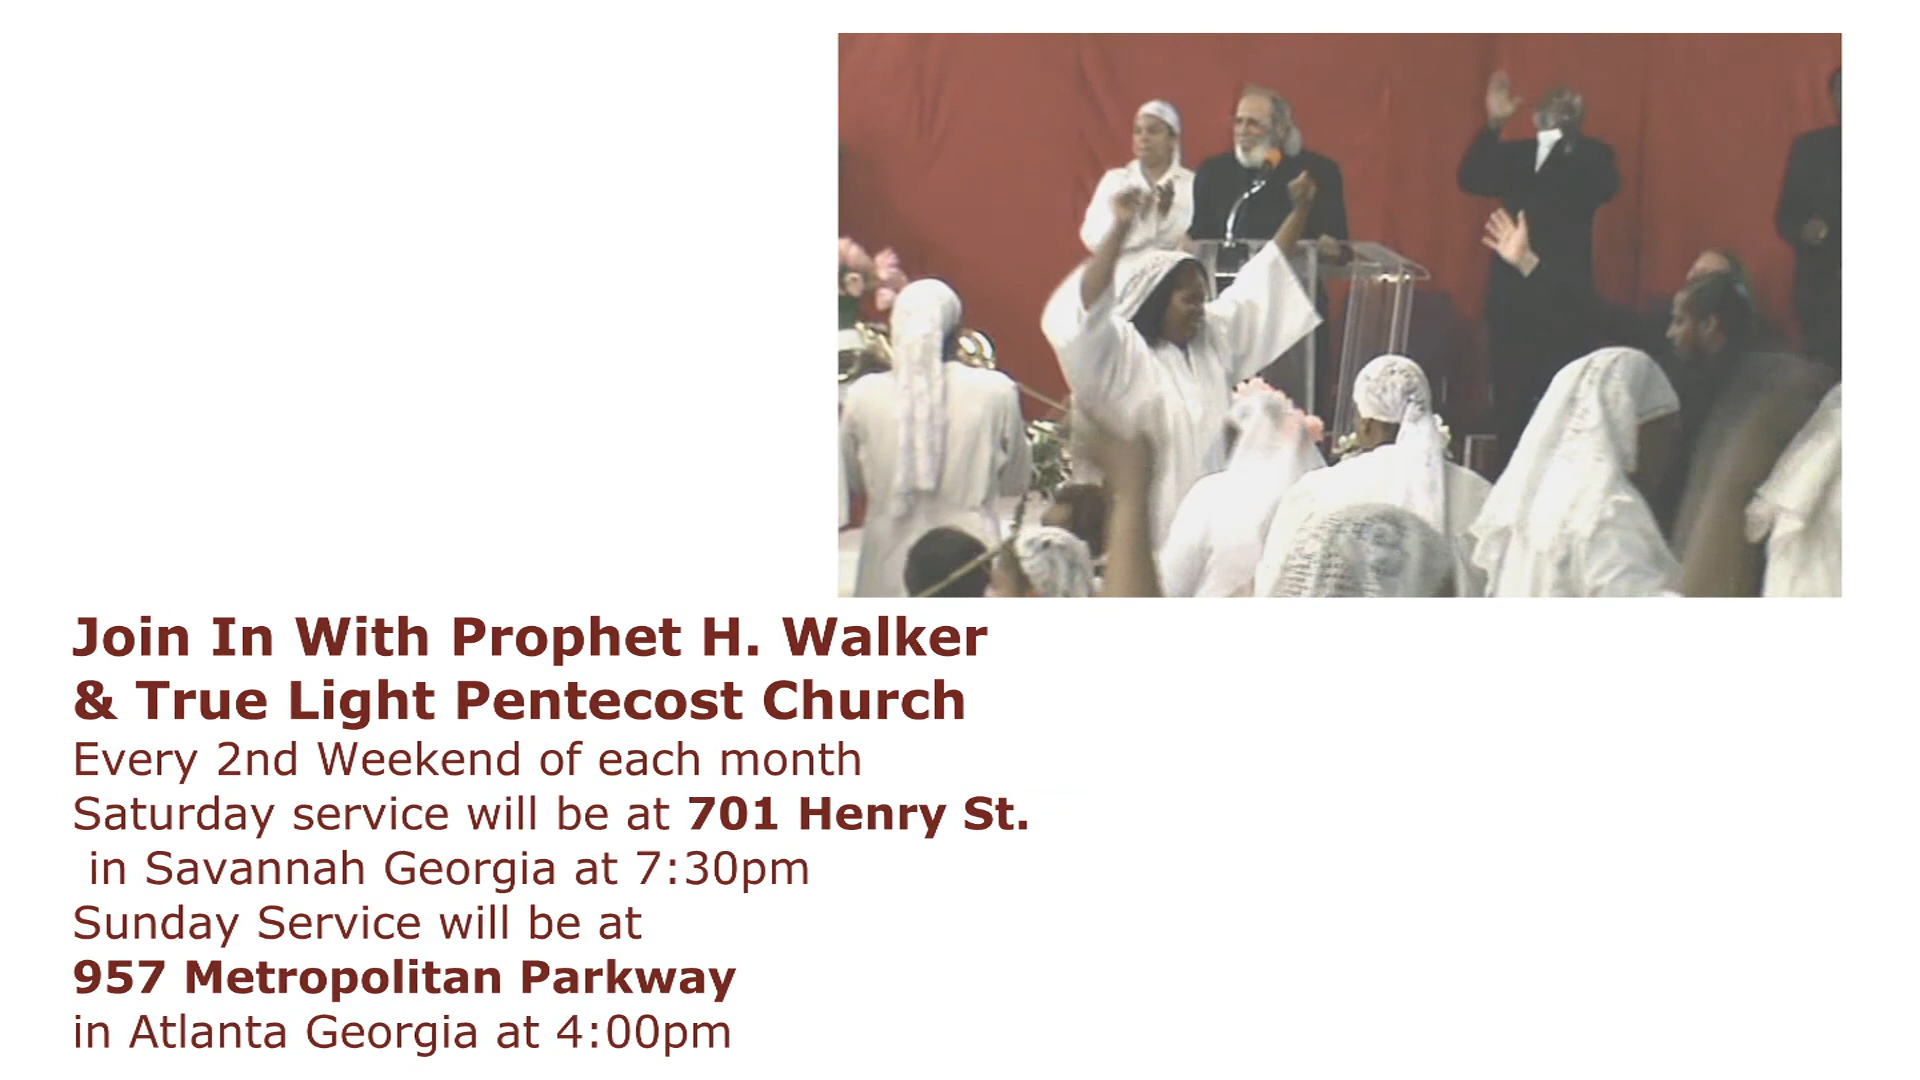 Join In With Prophet H. Walker
& True Light Pentecost Church
Every 2nd Weekend of each month
Saturday service will be at 701 Henry St.
in Savannah Georgia at 7:30pm
Sunday Service will be at
957 Metropolitan Parkway
in Atlanta Georgia at 4:00pm